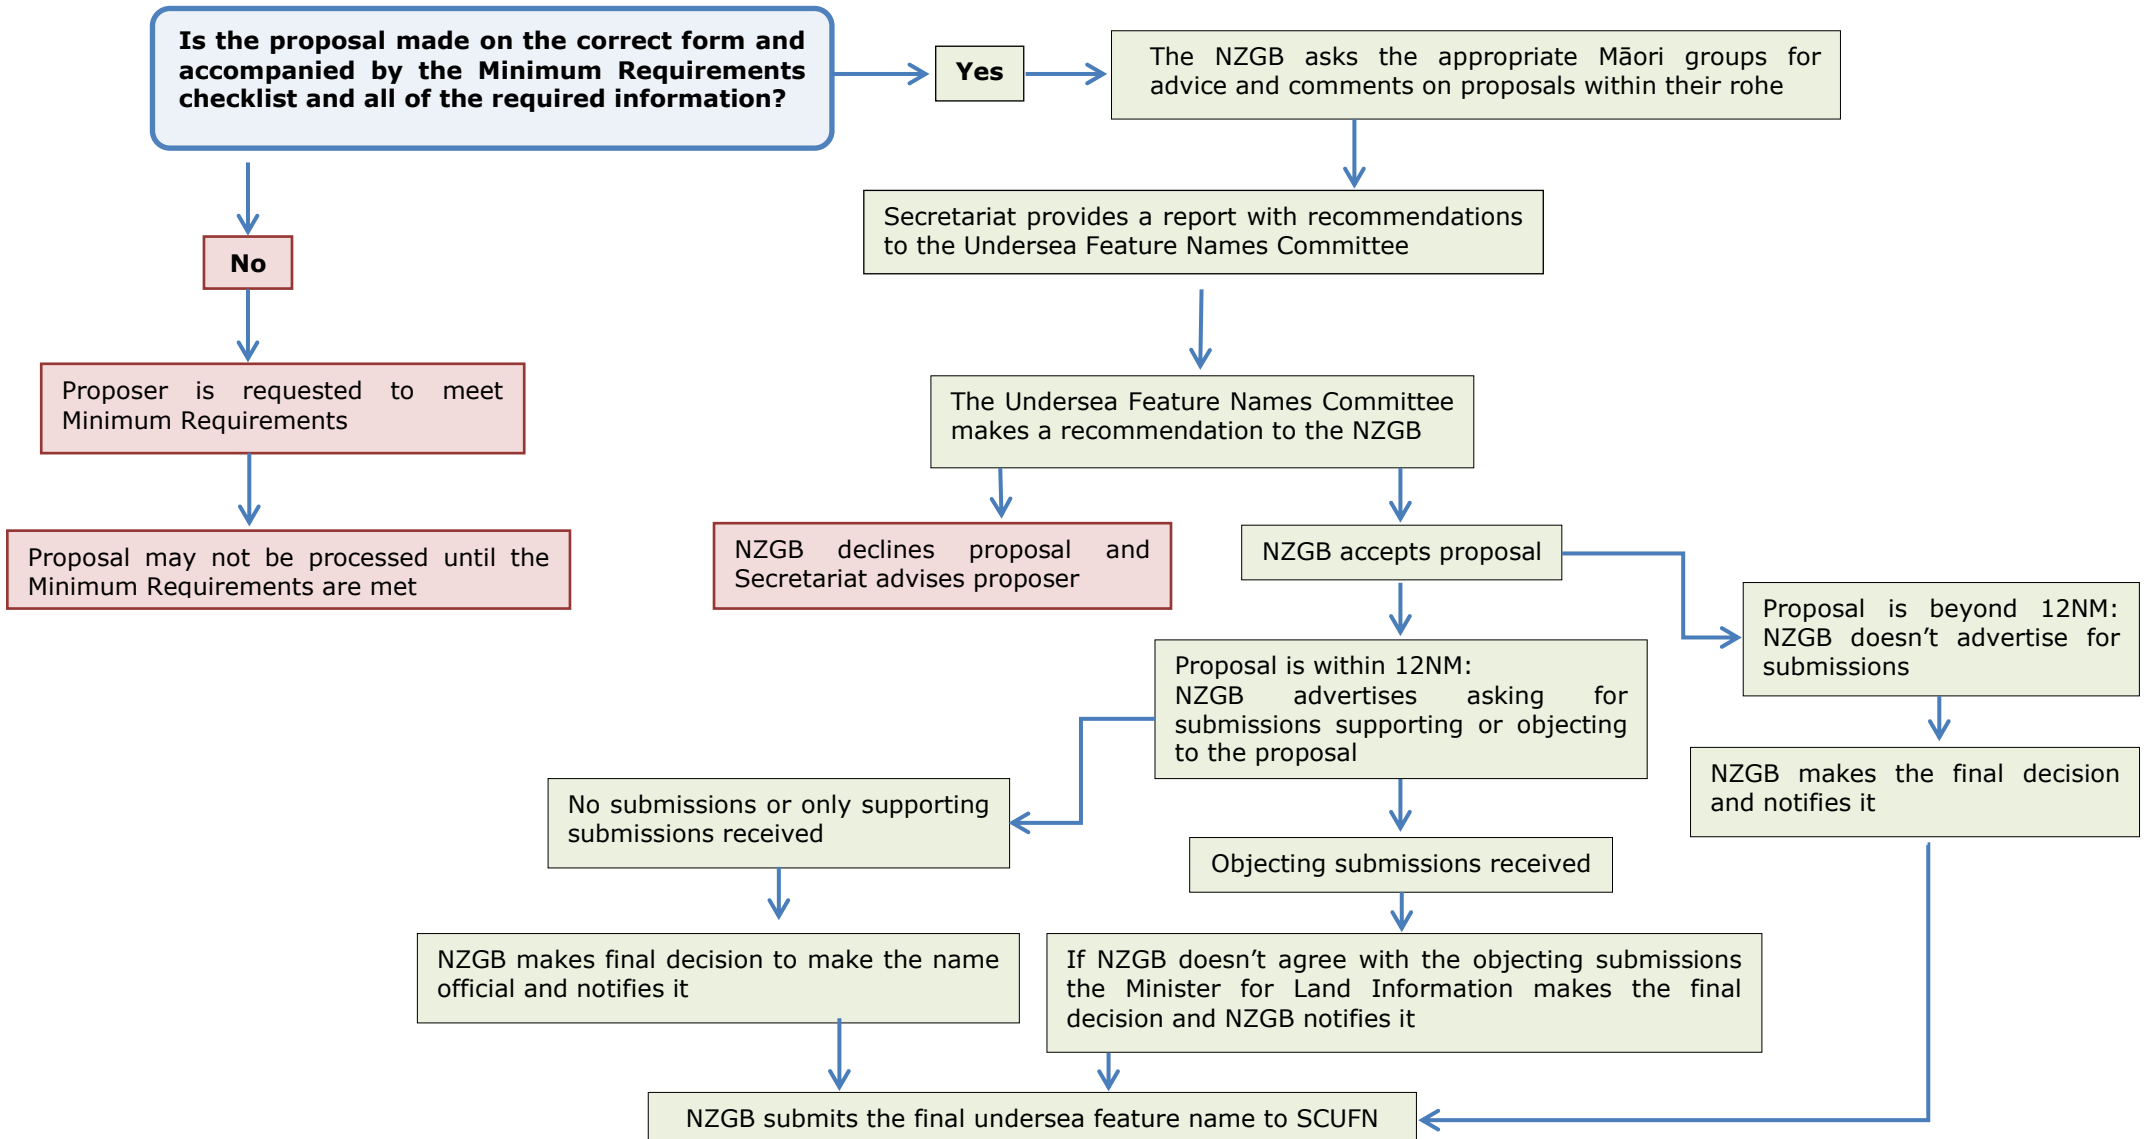 Is the proposal made on the correct form and
accompanied by the Minimum Requirements
checklist and all of the required information?
Yes
The NZGB asks the appropriate Māori groups for
advice and comments on proposals within their rohe
Secretariat provides a report with recommendations
to the Undersea Feature Names Committee
No
Proposer is requested to meet
Minimum Requirements
The Undersea Feature Names Committee
makes a recommendation to the NZGB
Proposal may not be processed until the
Minimum Requirements are met
NZGB declines proposal and
Secretariat advises proposer
NZGB accepts proposal
Proposal is beyond 12NM:
NZGB doesn’t advertise for
submissions
Proposal is within 12NM:
NZGB advertises asking for
submissions supporting or objecting
to the proposal
NZGB makes the final decision
and notifies it
No submissions or only supporting
submissions received
Objecting submissions received
NZGB makes final decision to make the name
official and notifies it
If NZGB doesn’t agree with the objecting submissions
the Minister for Land Information makes the final
decision and NZGB notifies it
NZGB submits the final undersea feature name to SCUFN